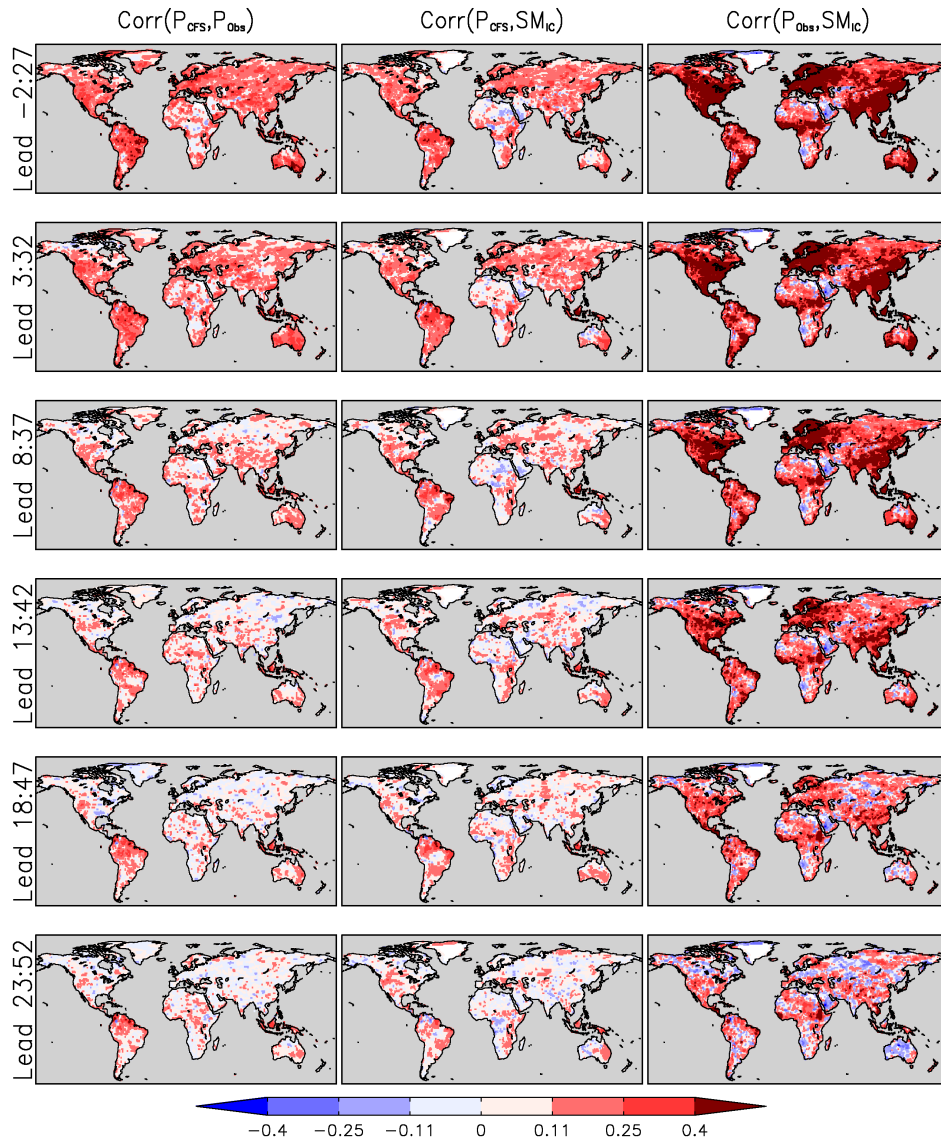 Corr(P_CFS,P_Obs) Corr(P_CFS,SM_IC) Corr(P_Obs,SM_IC)
Lead -2:27
Lead 3:32
Lead 8:37
Lead 13:42
Lead 18:47
Lead 23:52
-0.4 -0.25 -0.11 0 0.11 0.25 0.4